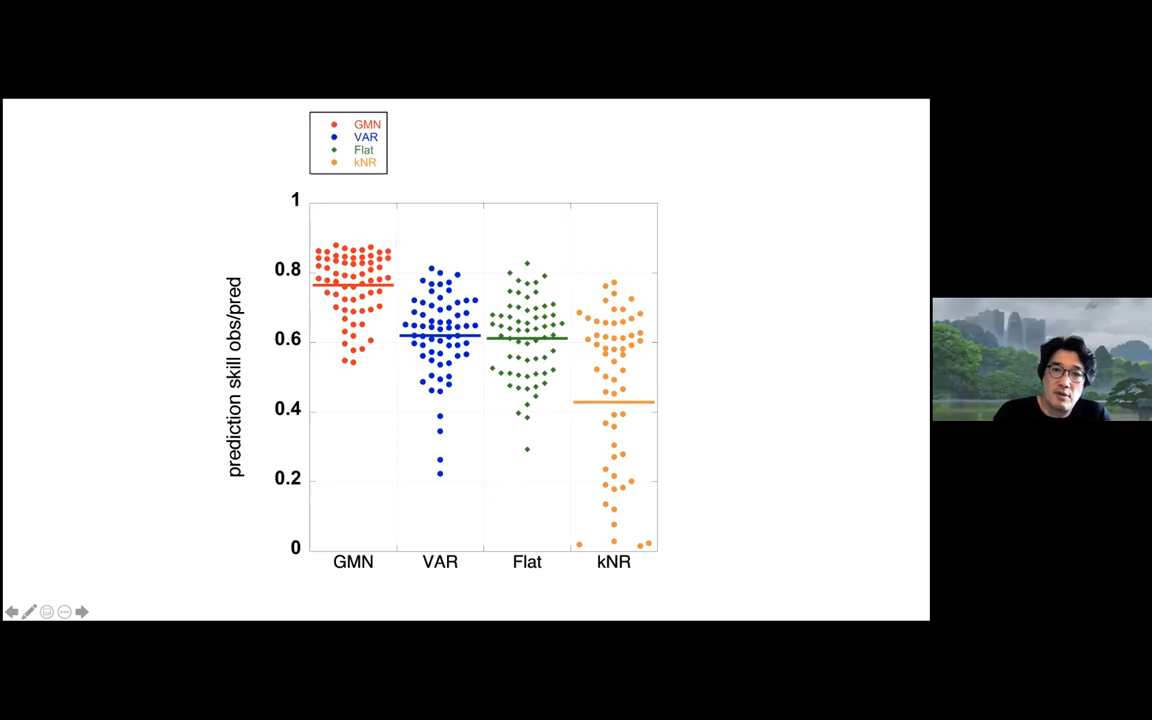 GMN
VAR
Flat
kNR
1
0.8
0.6
0.4
0.2
0
prediction skill obs/pred
GMN VAR Flat kNR